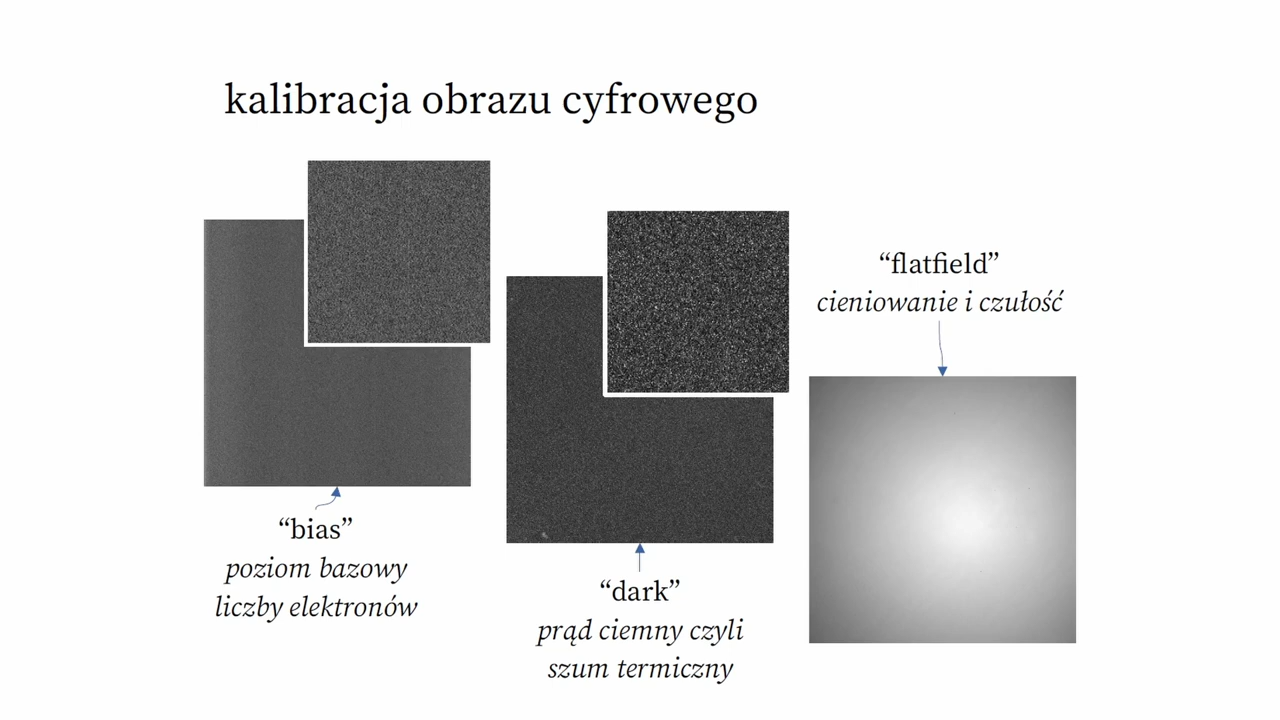 kalibracja obrazu cyfrowego
“bias”
poziom bazowy
liczby elektronów
“dark”
prąd ciemny czyli
szum termiczny
“flatfield”
cieniowanie i czułość